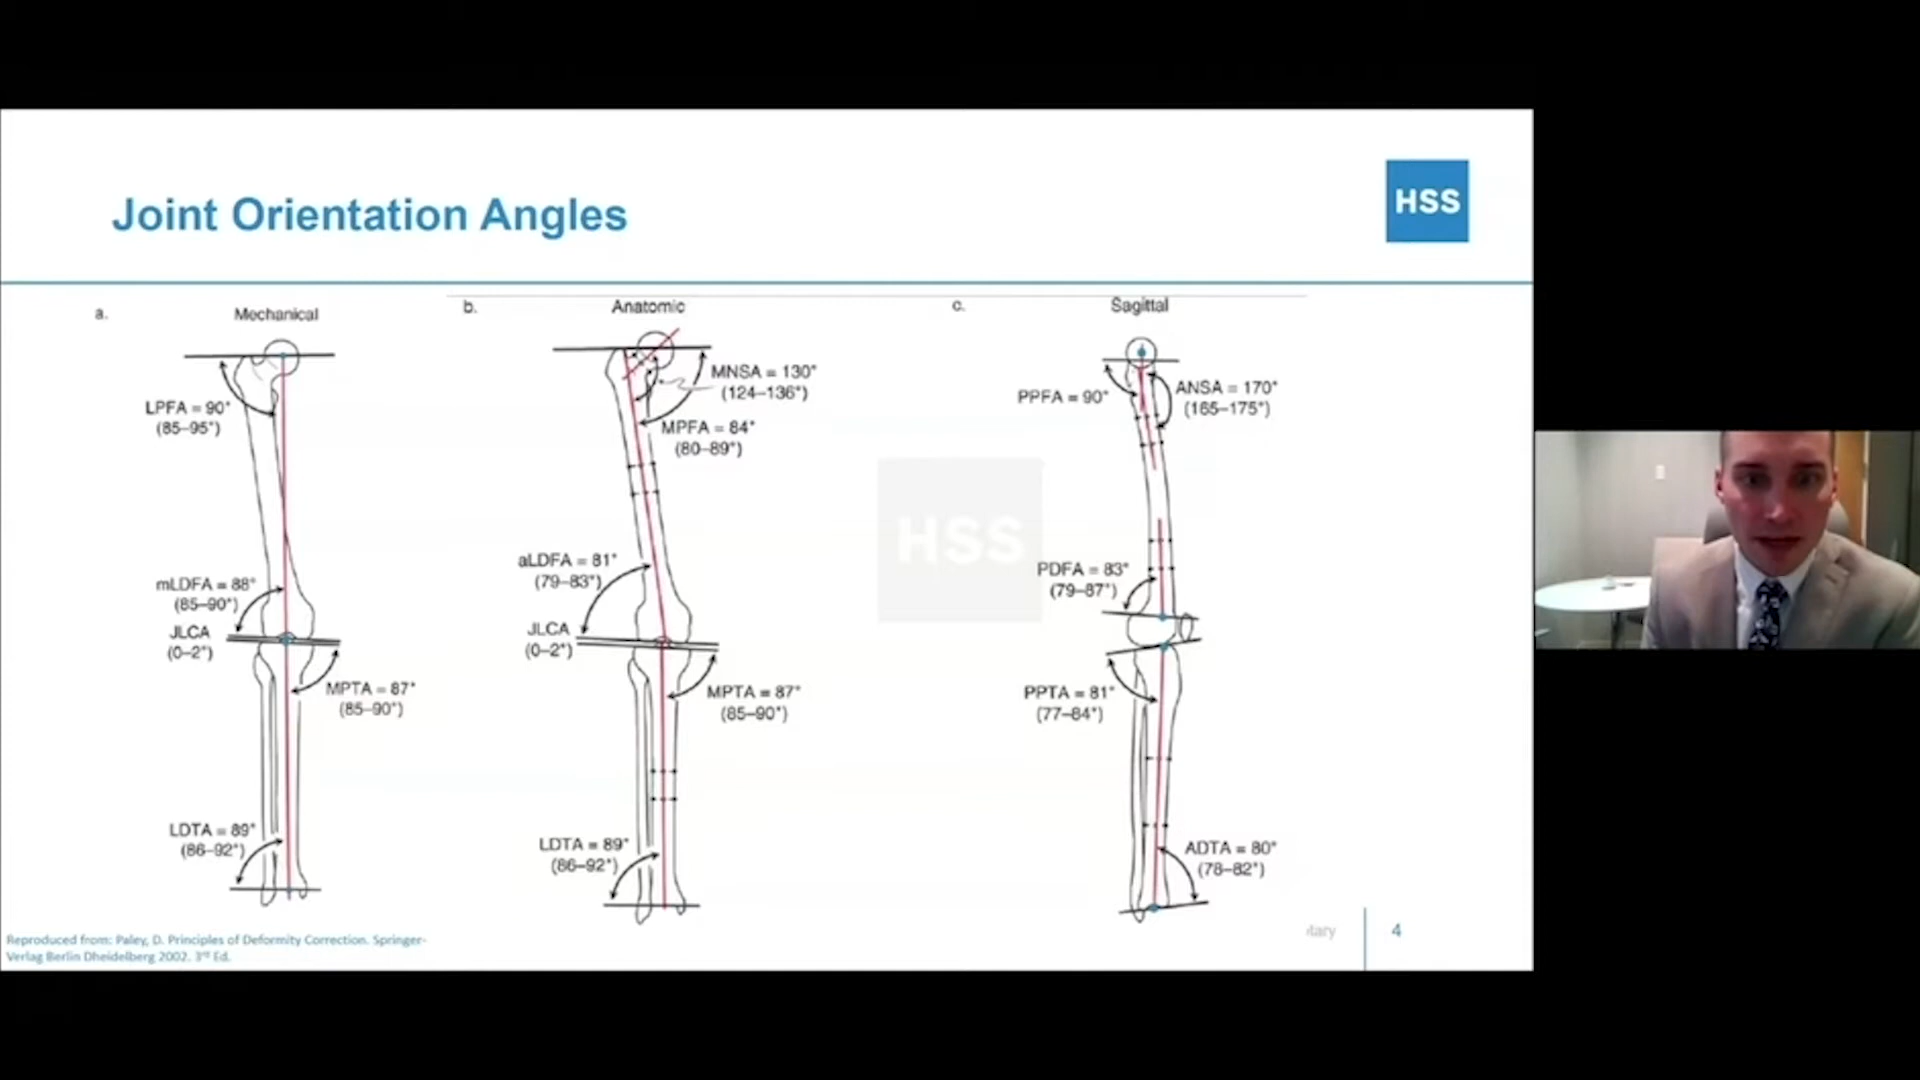 Joint Orientation Angles
HSS
a.
Mechanical
LPFA = 90°
(85–95°)
mLDFA = 88°
(85–90°)
JLCA
(0–2°)
MPTA = 87°
(85–90°)
LDTA = 89°
(86–92°)
b.
Anatomic
MNSA = 130°
(124–136°)
MPFA = 84°
(80–89°)
aLDFA = 81°
(79–83°)
JLCA
(0–2°)
MPTA = 87°
(85–90°)
LDTA = 89°
(86–92°)
HSS
c.
Sagittal
PPFA = 90°
ANSA = 170°
(165–175°)
PDFA = 83°
(79–87°)
PPTA = 81°
(77–84°)
ADTA = 80°
(78–82°)
Reproduced from: Paley, D. Principles of Deformity Correction. Springer-
Verlag Berlin Dheidelberg 2002. 3rd Ed.
4